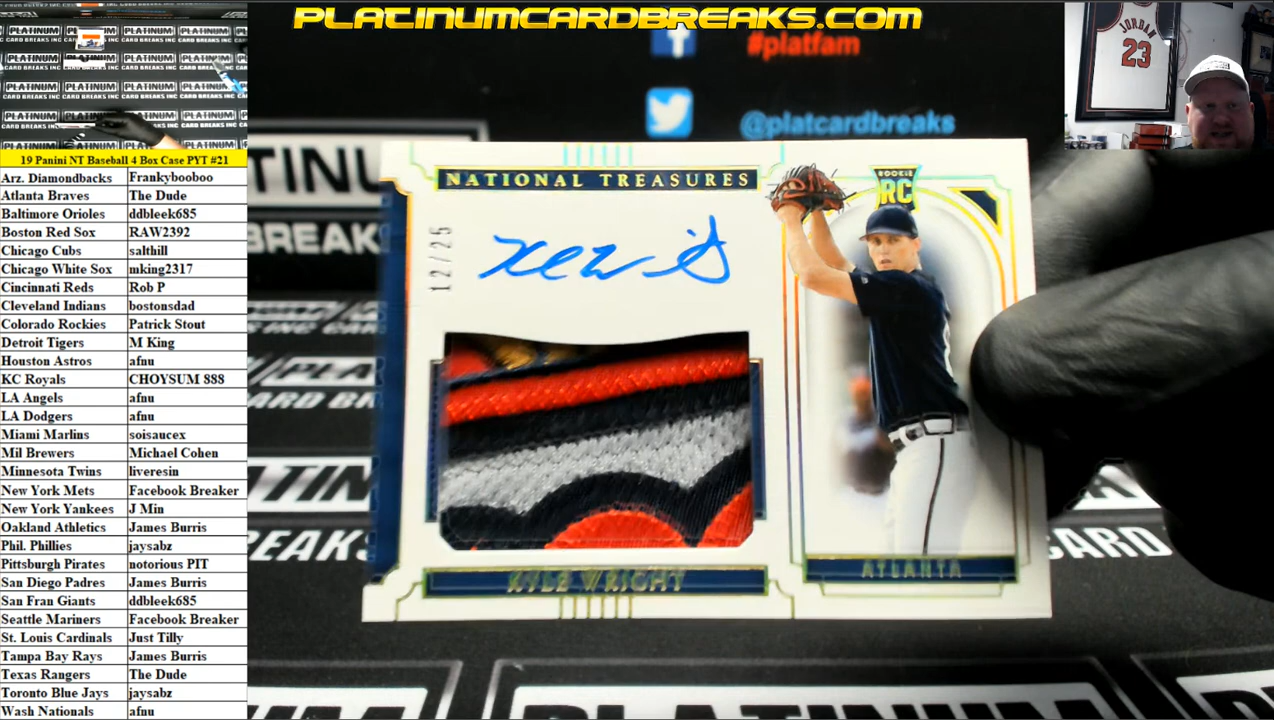 PLATINUMCARDBREAKS.COM
#platfam
@platcardbreaks
JORDAN
23
19 Panini NT Baseball 4 Box Case PYT #21
Arz. Diamondbacks Frankybooboo
Atlanta Braves The Dude
Baltimore Orioles ddbleek685
Boston Red Sox RAW2392
Chicago Cubs salthill
Chicago White Sox mking2317
Cincinnati Reds Rob P
Cleveland Indians bostonsdad
Colorado Rockies Patrick Stout
Detroit Tigers M King
Houston Astros afnu
KC Royals CHOYSUM 888
LA Angels afnu
LA Dodgers afnu
Miami Marlins soisaucex
Mil Brewers Michael Cohen
Minnesota Twins liveresin
New York Mets Facebook Breaker
New York Yankees J Min
Oakland Athletics James Burris
Phil. Phillies jaysabz
Pittsburgh Pirates notorious PIT
San Diego Padres James Burris
San Fran Giants ddbleek685
Seattle Mariners Facebook Breaker
St. Louis Cardinals Just Tilly
Tampa Bay Rays James Burris
Texas Rangers The Dude
Toronto Blue Jays jaysabz
Wash Nationals afnu
NATIONAL TREASURES
ROOKIE
RC
12/25
KYLE WRIGHT
ATLANTA